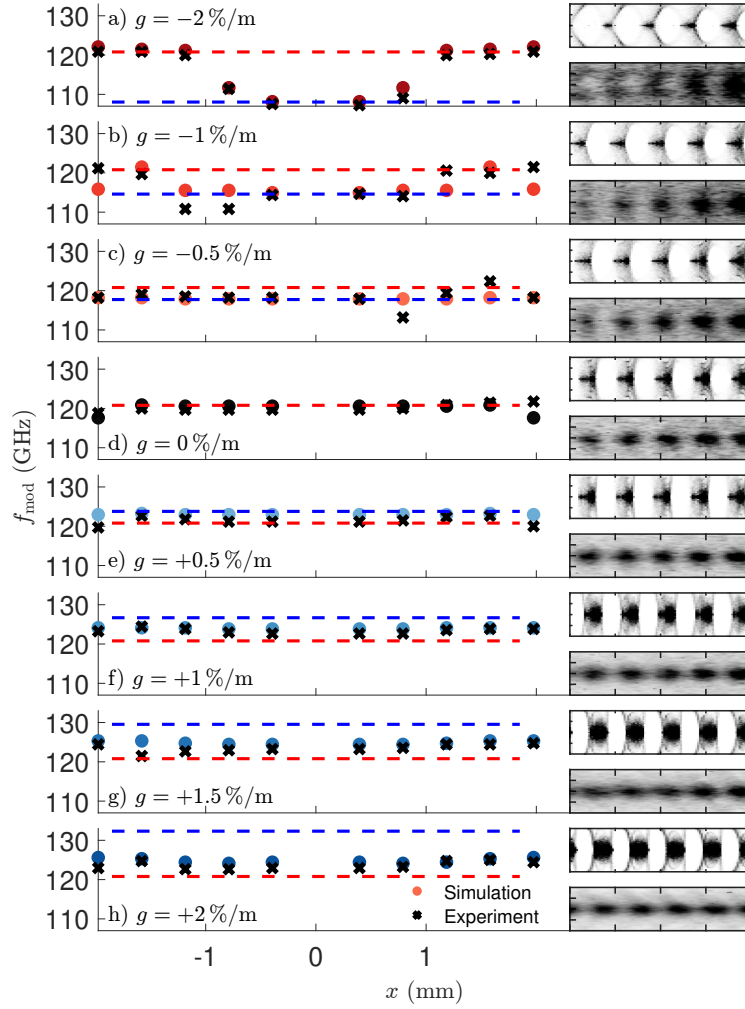 a) g = −2 %/m
130
120
110
b) g = −1 %/m
130
120
110
c) g = −0.5 %/m
130
120
110
130
120
110
d) g = 0 %/m
f_mod (GHz)
130
120
110
e) g = +0.5 %/m
130
120
110
f) g = +1 %/m
130
120
110
g) g = +1.5 %/m
130
120
110
h) g = +2 %/m
Simulation
Experiment
-1 0 1
x (mm)